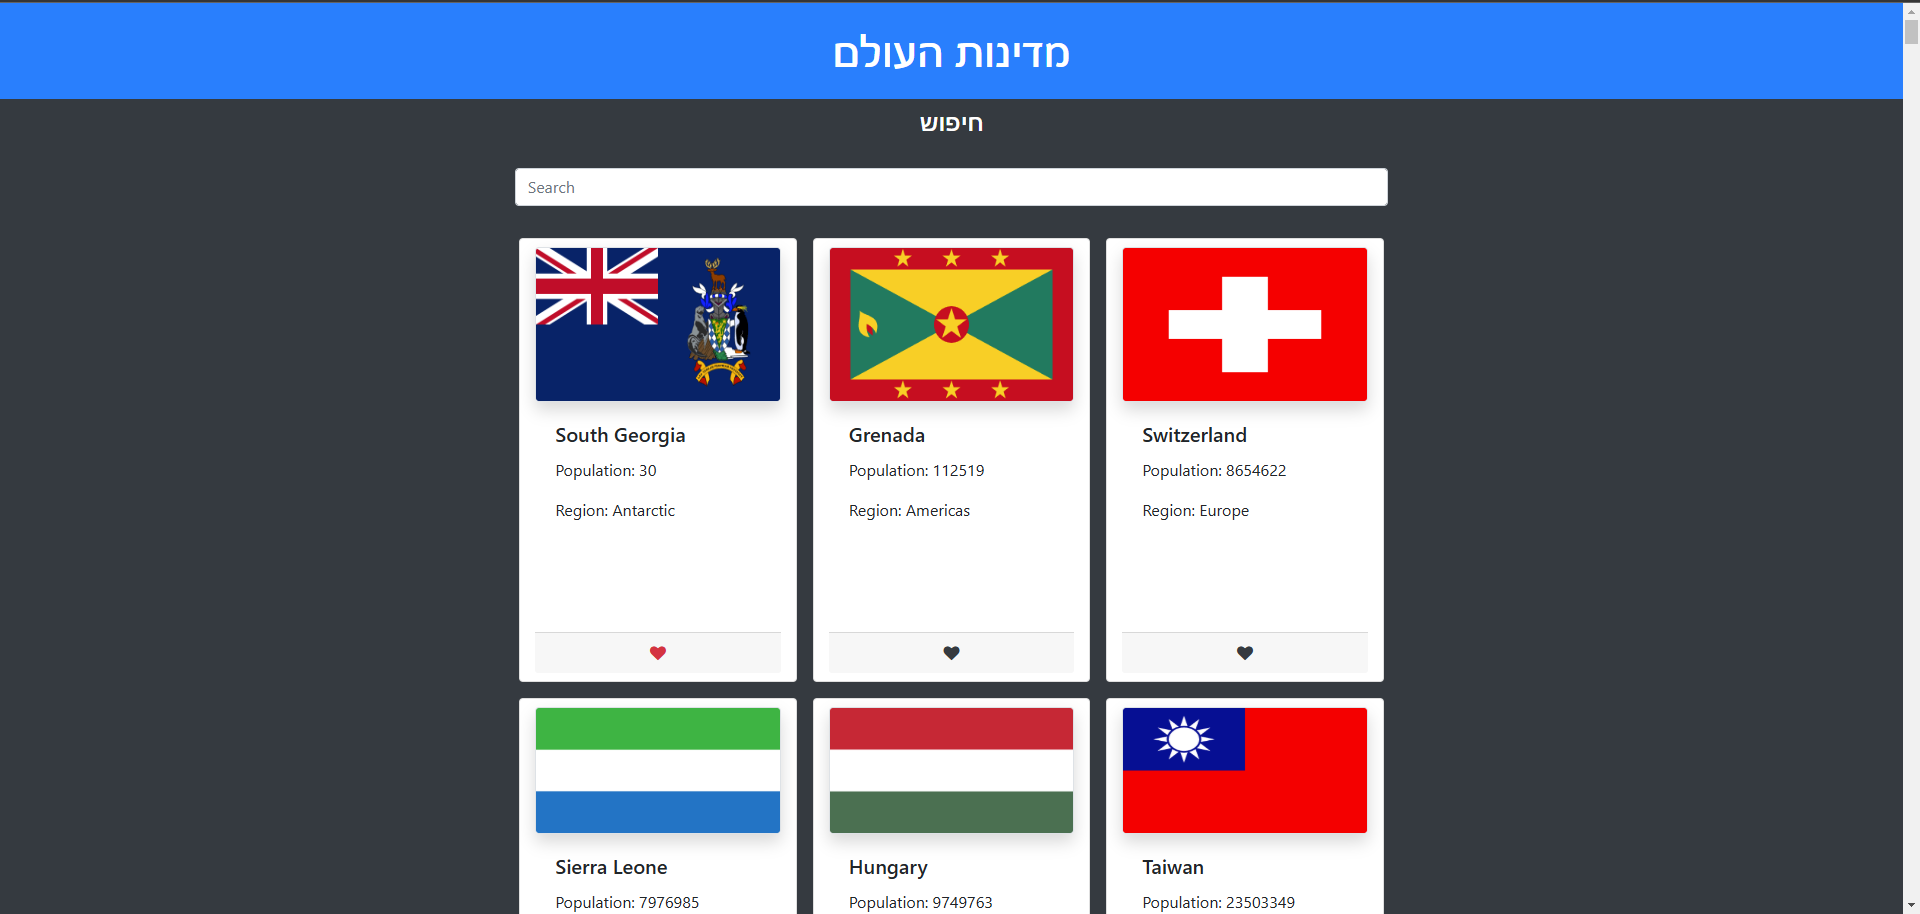 מדינות העולם
חיפוש
Search
South Georgia
Population: 30
Region: Antarctic
Grenada
Population: 112519
Region: Americas
Switzerland
Population: 8654622
Region: Europe
Sierra Leone
Population: 7976985
Hungary
Population: 9749763
Taiwan
Population: 23503349